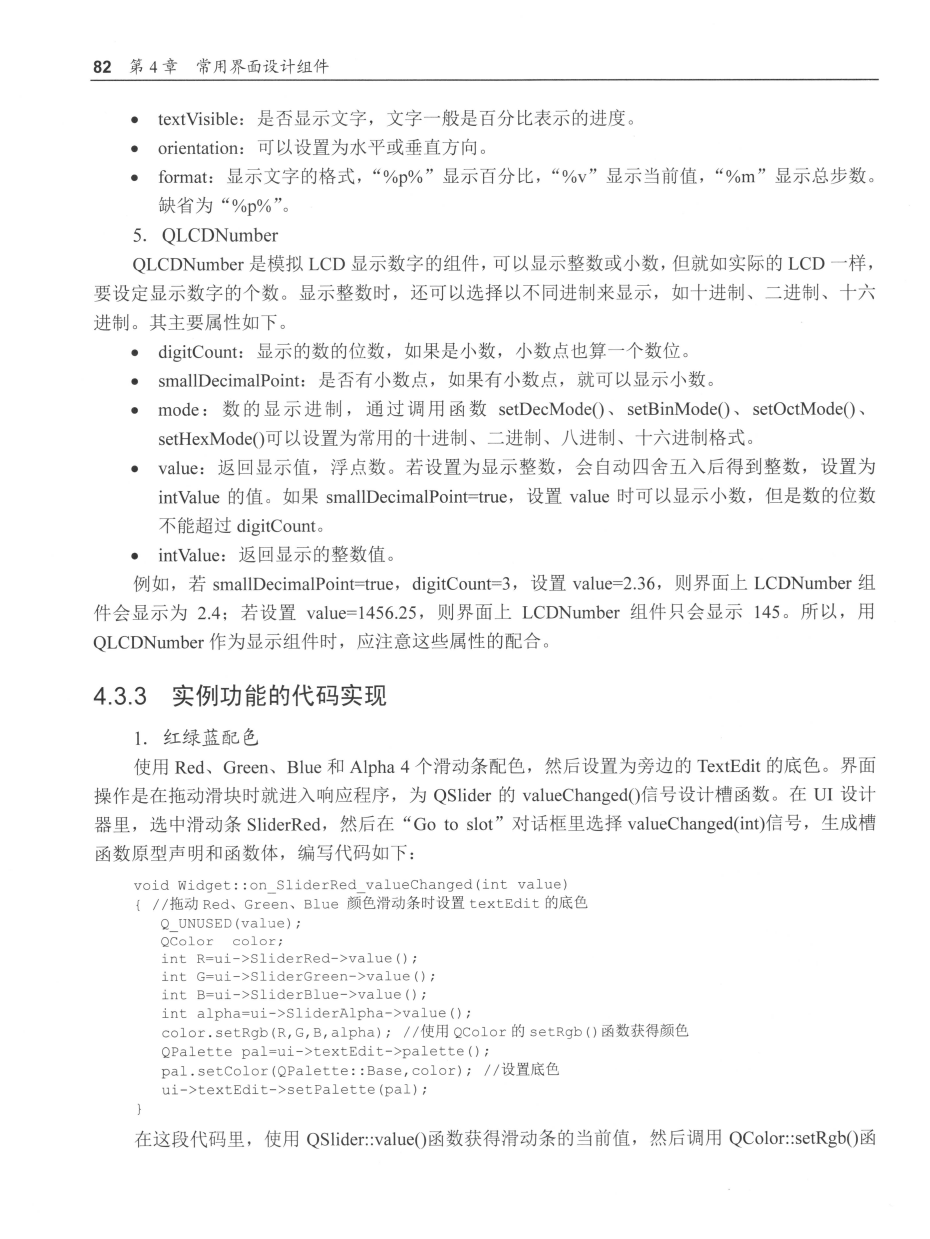 82 第 4 章 常用界面设计组件
• textVisible：是否显示文字，文字一般是百分比表示的进度。
• orientation：可以设置为水平或垂直方向。
• format：显示文字的格式，“%p%”显示百分比，“%v”显示当前值，“%m”显示总步数。
缺省为“%p%”。
5．QLCDNumber
QLCDNumber 是模拟 LCD 显示数字的组件，可以显示整数或小数，但就如实际的 LCD 一样，
要设定显示数字的个数。显示整数时，还可以选择以不同进制来显示，如十进制、二进制、十六
进制。其主要属性如下。
• digitCount：显示的数的位数，如果是小数，小数点也算一个数位。
• smallDecimalPoint：是否有小数点，如果有小数点，就可以显示小数。
• mode：数的显示进制，通过调用函数 setDecMode()、setBinMode()、setOctMode()、
setHexMode()可以设置为常用的十进制、二进制、八进制、十六进制格式。
• value：返回显示值，浮点数。若设置为显示整数，会自动四舍五入后得到整数，设置为
intValue 的值。如果 smallDecimalPoint=true，设置 value 时可以显示小数，但是数的位数
不能超过 digitCount。
• intValue：返回显示的整数值。
例如，若 smallDecimalPoint=true，digitCount=3，设置 value=2.36，则界面上 LCDNumber 组
件会显示为 2.4；若设置 value=1456.25，则界面上 LCDNumber 组件只会显示 145。所以，用
QLCDNumber 作为显示组件时，应注意这些属性的配合。
4.3.3 实例功能的代码实现
1．红绿蓝配色
使用 Red、Green、Blue 和 Alpha 4 个滑动条配色，然后设置为旁边的 TextEdit 的底色。界面
操作是在拖动滑块时就进入响应程序，为 QSlider 的 valueChanged()信号设计槽函数。在 UI 设计
器里，选中滑动条 SliderRed，然后在“Go to slot”对话框里选择 valueChanged(int)信号，生成槽
函数原型声明和函数体，编写代码如下：
void Widget::on_SliderRed_valueChanged(int value)
{ //拖动 Red、Green、Blue 颜色滑动条时设置 textEdit 的底色
Q_UNUSED(value);
QColor  color;
int R=ui->SliderRed->value();
int G=ui->SliderGreen->value();
int B=ui->SliderBlue->value();
int alpha=ui->SliderAlpha->value();
color.setRgb(R,G,B,alpha); //使用 QColor 的 setRgb()函数获得颜色
QPalette pal=ui->textEdit->palette();
pal.setColor(QPalette::Base,color); //设置底色
ui->textEdit->setPalette(pal);
}
在这段代码里，使用 QSlider::value()函数获得滑动条的当前值，然后调用 QColor::setRgb()函